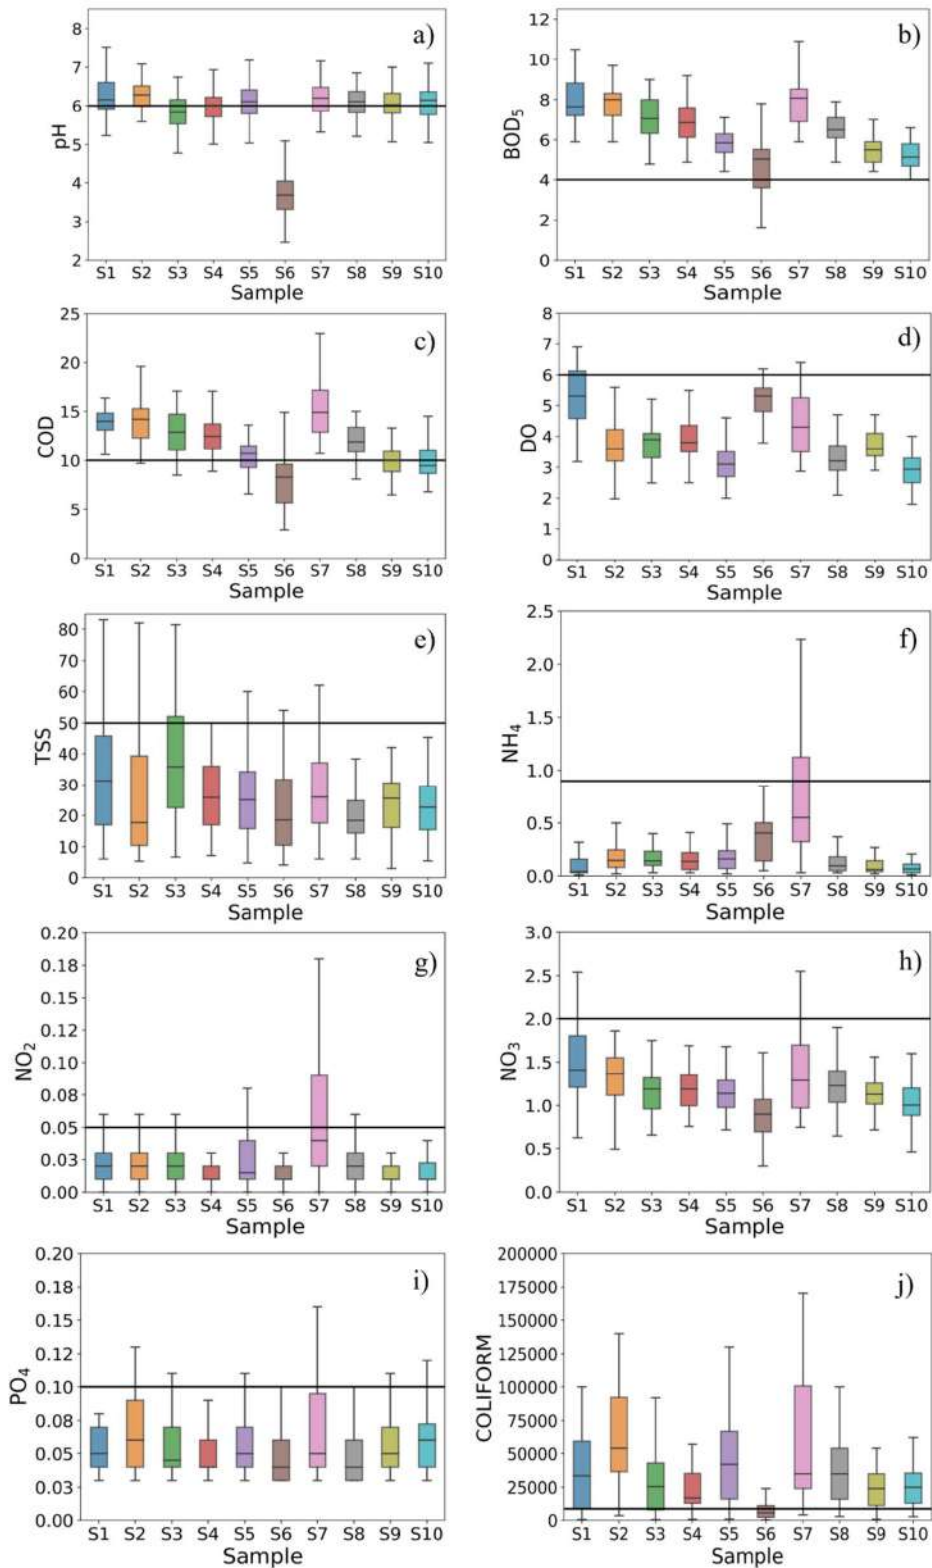 a)
8
7
6
5
4
3
2
pH
S1 S2 S3 S4 S5 S6 S7 S8 S9 S10
Sample
b)
12
10
8
6
4
2
0
BOD5
S1 S2 S3 S4 S5 S6 S7 S8 S9 S10
Sample
c)
25
20
15
10
5
0
COD
S1 S2 S3 S4 S5 S6 S7 S8 S9 S10
Sample
d)
8
7
6
5
4
3
2
1
0
DO
S1 S2 S3 S4 S5 S6 S7 S8 S9 S10
Sample
e)
80
70
60
50
40
30
20
10
0
TSS
S1 S2 S3 S4 S5 S6 S7 S8 S9 S10
Sample
f)
2.5
2.0
1.5
1.0
0.5
0.0
NH4
S1 S2 S3 S4 S5 S6 S7 S8 S9 S10
Sample
g)
0.20
0.18
0.15
0.12
0.10
0.08
0.05
0.03
0.00
NO2
S1 S2 S3 S4 S5 S6 S7 S8 S9 S10
Sample
h)
3.0
2.5
2.0
1.5
1.0
0.5
0.0
NO3
S1 S2 S3 S4 S5 S6 S7 S8 S9 S10
Sample
i)
0.20
0.18
0.15
0.12
0.10
0.08
0.05
0.03
0.00
PO4
S1 S2 S3 S4 S5 S6 S7 S8 S9 S10
Sample
j)
200000
175000
150000
125000
100000
75000
50000
25000
0
COLIFORM
S1 S2 S3 S4 S5 S6 S7 S8 S9 S10
Sample